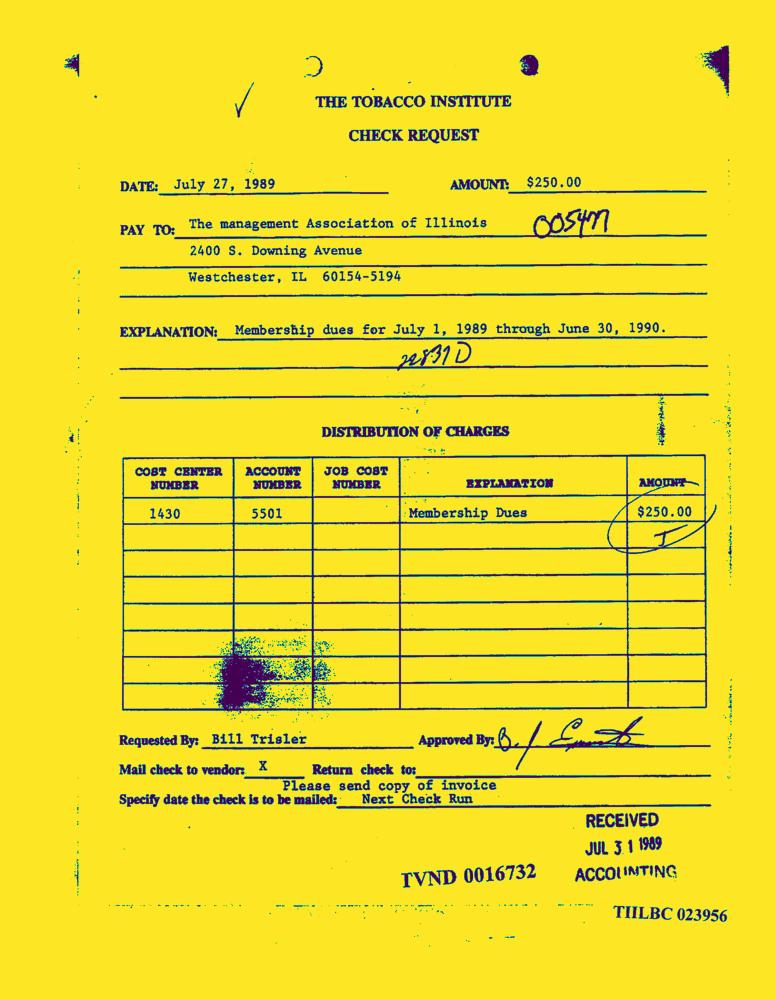 THE TOBACCO INSTITUTE
CHECK REQUEST
DATE: July 27, 1989 AMOUNT: $250.00
PAY TO: The management Association of Illinois 005477
2400 S. Downing Avenue
Westchester, IL 60154-5194
EXPLANATION: Membership dues for July 1, 1989 through June 30, 1990.
DISTRIBUTION OF CHARGES
COST CENTER NUMBER ACCOUNT NUMBER JOB COST NUMBER EXPLANATION AMOUNT
1430 5501 Membership Dues $250.00
I
Requested By: Bill Trisler Approved By: B.
Mail check to vendor: X Return check to:
Please send copy of invoice
Specify date the check is to be mailed: Next Check Run
RECEIVED
JUL 31 1989
ACCOUNTING
TVND 0016732
TIILBC 023956